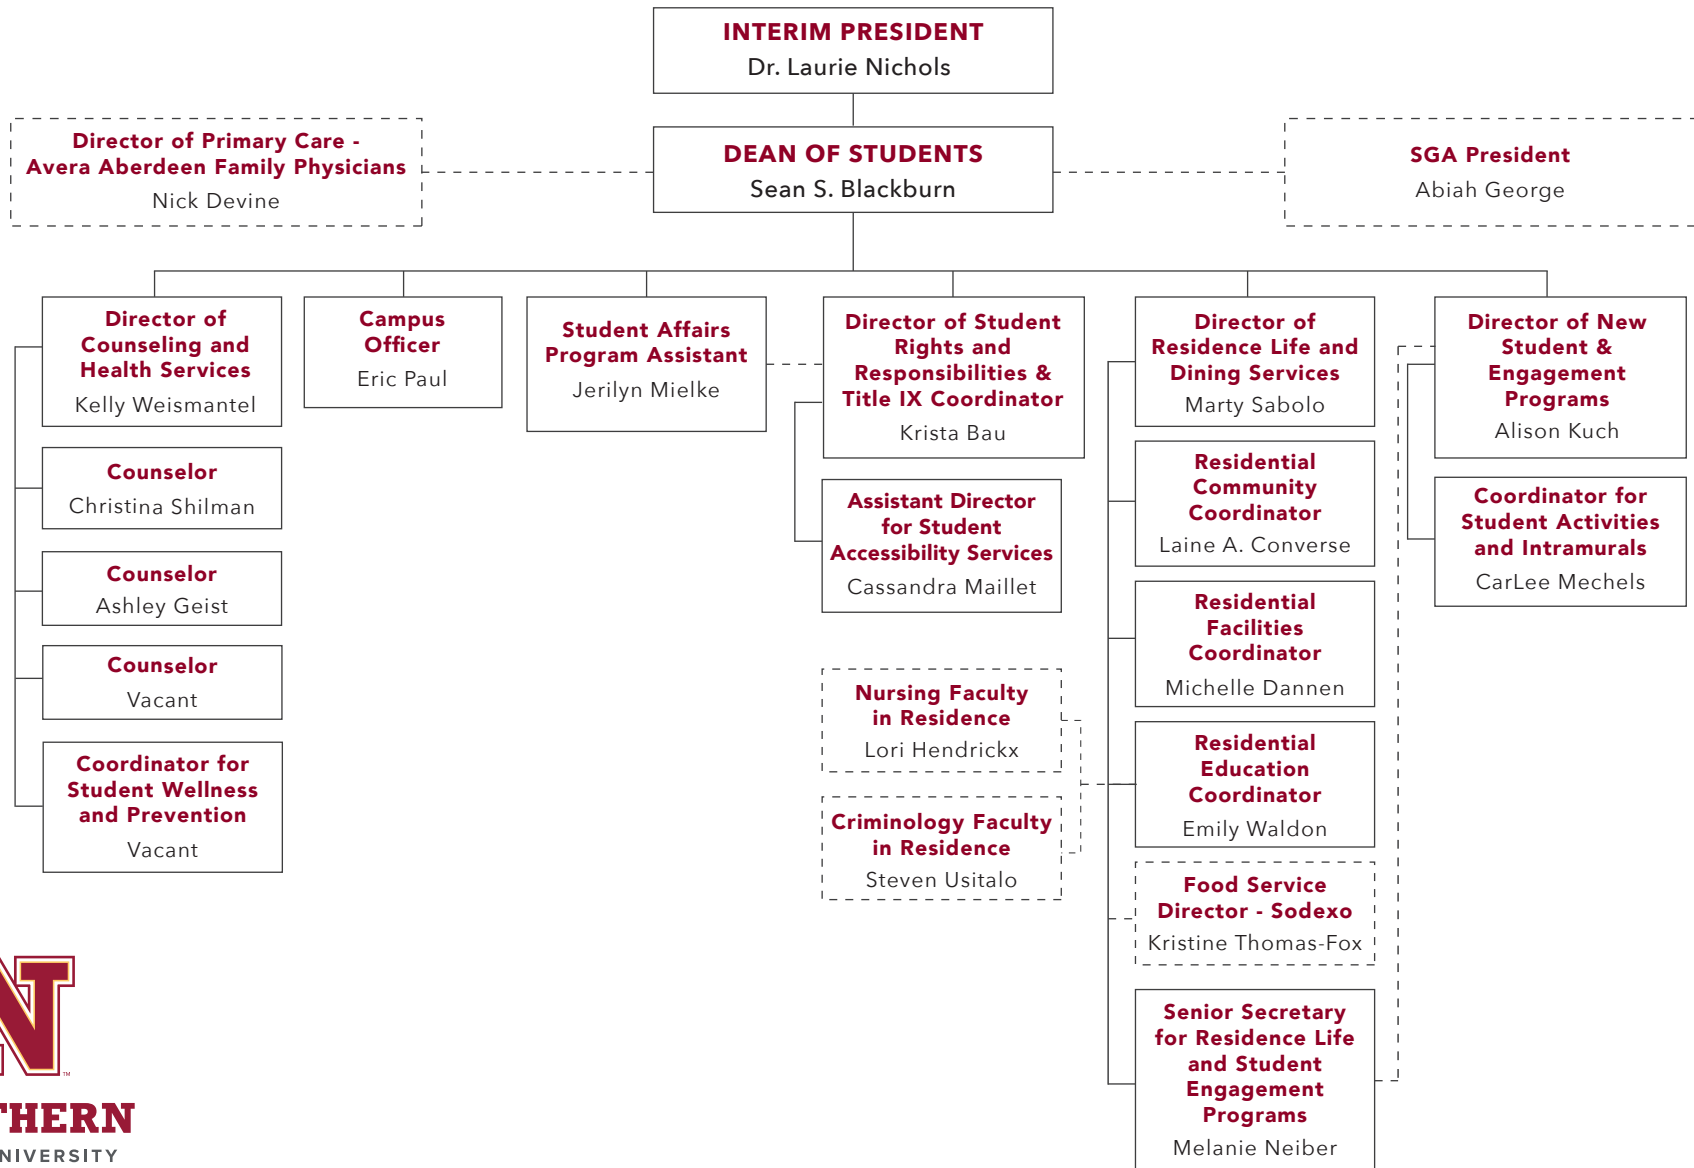 INTERIM PRESIDENT
Dr. Laurie Nichols
Director of Primary Care -
Avera Aberdeen Family Physicians
Nick Devine
DEAN OF STUDENTS
Sean S. Blackburn
SGA President
Abiah George
Director of
Counseling and
Health Services
Kelly Weismantel
Campus
Officer
Eric Paul
Student Affairs
Program Assistant
Jerilyn Mielke
Director of Student
Rights and
Responsibilities &
Title IX Coordinator
Krista Bau
Director of
Residence Life and
Dining Services
Marty Sabolo
Director of New
Student &
Engagement
Programs
Alison Kuch
Counselor
Christina Shilman
Assistant Director
for Student
Accessibility Services
Cassandra Maillet
Residential
Community
Coordinator
Laine A. Converse
Coordinator for
Student Activities
and Intramurals
CarLee Mechels
Counselor
Ashley Geist
Residential
Facilities
Coordinator
Michelle Dannen
Counselor
Vacant
Nursing Faculty
in Residence
Lori Hendrickx
Residential
Education
Coordinator
Emily Waldon
Coordinator for
Student Wellness
and Prevention
Vacant
Criminology Faculty
in Residence
Steven Usitalo
Food Service
Director - Sodexo
Kristine Thomas-Fox
Senior Secretary
for Residence Life
and Student
Engagement
Programs
Melanie Neiber
N
TM
THERN
NIVERSITY